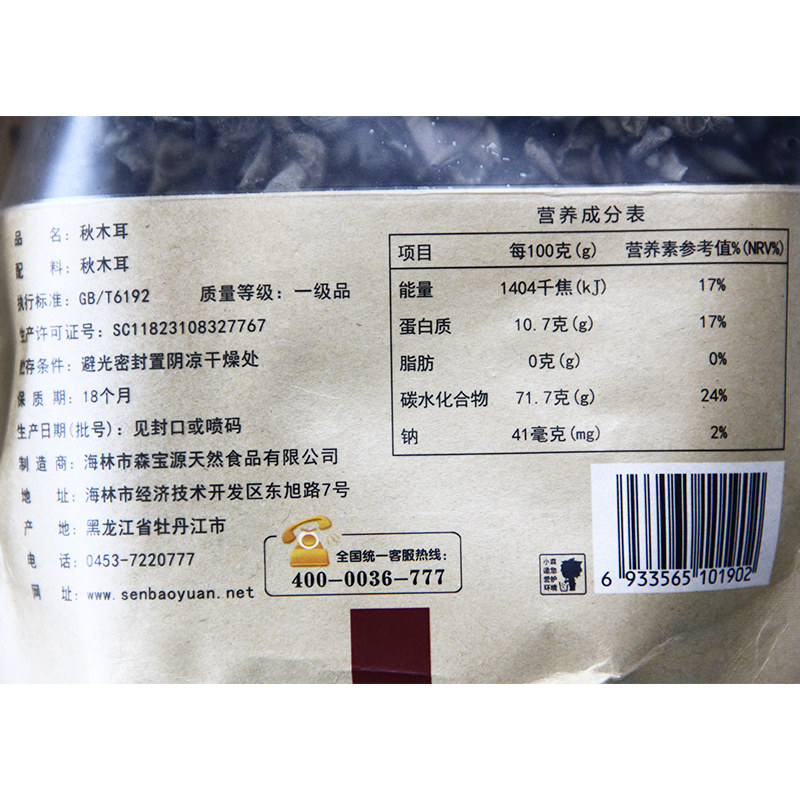 品 名：秋木耳
配 料：秋木耳
执行标准：GB/T6192 质量等级：一级品
生产许可证号：SC11823108327767
贮存条件：避光密封置阴凉干燥处
保 质 期：18个月
生产日期(批号)：见封口或喷码
制 造 商：海林市森宝源天然食品有限公司
地 址：海林市经济技术开发区东旭路7号
产 地：黑龙江省牡丹江市
电 话：0453-7220777
网 址：www.senbaoyuan.net
全国统一客服热线：
400-0036-777
营养成分表
项目 每100克(g) 营养素参考值%(NRV%)
能量 1404千焦(kJ) 17%
蛋白质 10.7克(g) 17%
脂肪 0克(g) 0%
碳水化合物 71.7克(g) 24%
钠 41毫克(mg) 2%
小森
请您
爱护
环境
6 933565 101902